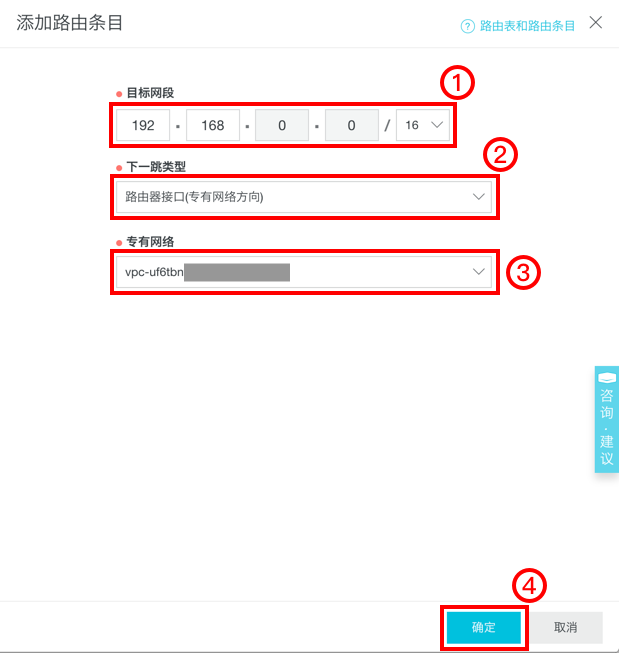 添加路由条目
? 路由表和路由条目
目标网段
①
192 . 168 . 0 . 0 / 16
②
下一跳类型
路由器接口(专有网络方向)
专有网络
vpc-uf6tbn
③
咨询·建议
④
确定 取消